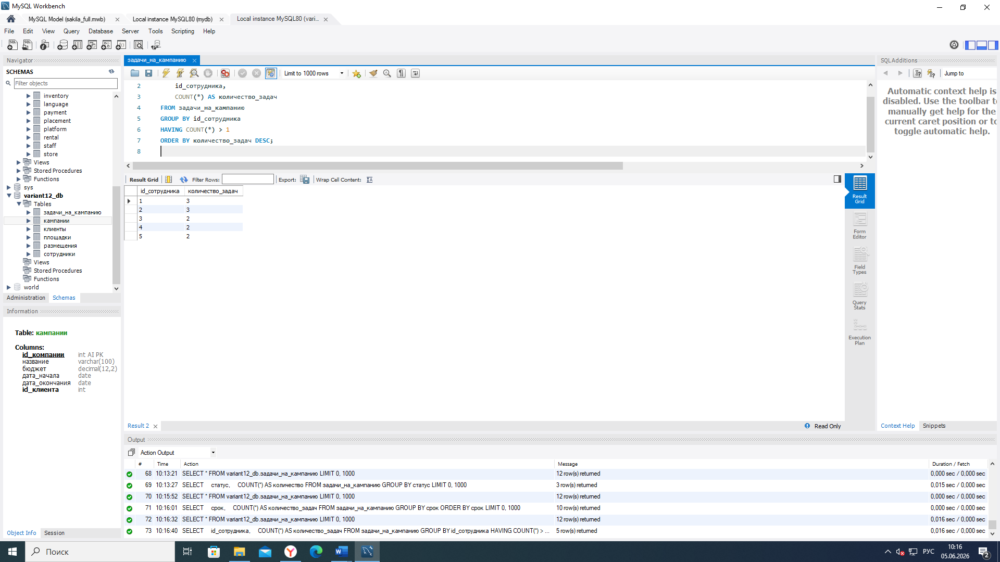 MySQL Workbench
MySQL Model (sakila_full.mwb)
Local instance MySQL80 (mydb)
Local instance MySQL80 (vari...
File Edit View Query Database Server Tools Scripting Help
Navigator
SCHEMAS
Filter objects
inventory
language
payment
placement
platform
rental
staff
store
Views
Stored Procedures
Functions
sys
variant12_db
Tables
задачи_на_кампанию
кампании
клиенты
площадки
размещения
сотрудники
Views
Stored Procedures
Functions
world
Administration Schemas
Information
Table: кампании
Columns:
id_компании int AI PK
название varchar(100)
бюджет decimal(12,2)
дата_начала date
дата_окончания date
id_клиента int
Object Info Session
задачи_на_кампанию
Limit to 1000 rows
2 id_сотрудника,
3 COUNT(*) AS количество_задач
4 FROM задачи_на_кампанию
5 GROUP BY id_сотрудника
6 HAVING COUNT(*) > 1
7 ORDER BY количество_задач DESC;
8
Result Grid Filter Rows: Export: Wrap Cell Content:
id_сотрудника количество_задач
1 3
2 3
3 2
4 2
5 2
Result Grid
Form Editor
Field Types
Query Stats
Execution Plan
Result 2
Read Only
SQLAdditions
Jump to
Automatic context help is
disabled. Use the toolbar to
manually get help for the
current caret position or to
toggle automatic help.
Context Help Snippets
Output
Action Output
# Time Action Message Duration / Fetch
68 10:13:21 SELECT * FROM variant12_db.задачи_на_кампанию LIMIT 0, 1000 12 row(s) returned 0,000 sec / 0,000 sec
69 10:13:27 SELECT статус, COUNT(*) AS количество FROM задачи_на_кампанию GROUP BY статус LIMIT 0, 1000 3 row(s) returned 0,015 sec / 0,000 sec
70 10:15:52 SELECT * FROM variant12_db.задачи_на_кампанию LIMIT 0, 1000 12 row(s) returned 0,000 sec / 0,000 sec
71 10:16:01 SELECT срок, COUNT(*) AS количество_задач FROM задачи_на_кампанию GROUP BY срок ORDER BY срок LIMIT 0, 1000 10 row(s) returned 0,000 sec / 0,000 sec
72 10:16:32 SELECT * FROM variant12_db.задачи_на_кампанию LIMIT 0, 1000 12 row(s) returned 0,016 sec / 0,000 sec
73 10:16:40 SELECT id_сотрудника, COUNT(*) AS количество_задач FROM задачи_на_кампанию GROUP BY id_сотрудника HAVING COUNT(*) > ... 5 row(s) returned 0,016 sec / 0,000 sec
Поиск
РУС
10:16
05.06.2026
2